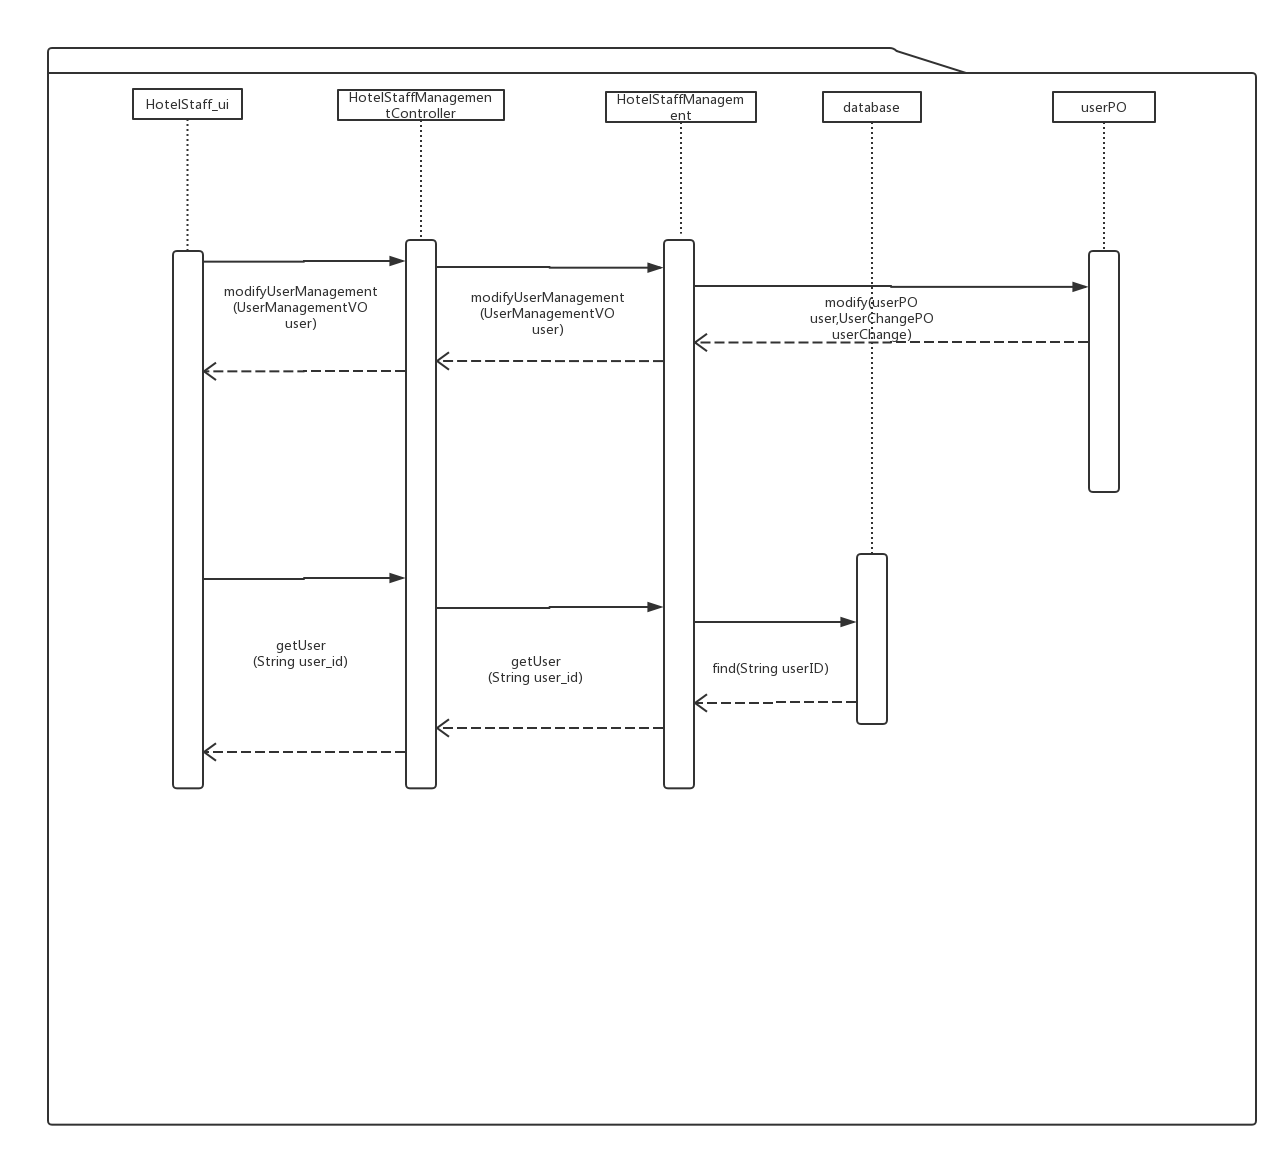 HotelStaff_ui
HotelStaffManagemen
tController
HotelStaffManagem
ent
database
userPO
modifyUserManagement
(UserManagementVO
user)
modifyUserManagement
(UserManagementVO
user)
modify(userPO
user,UserChangePO
userChange)
getUser
(String user_id)
getUser
(String user_id)
find(String userID)